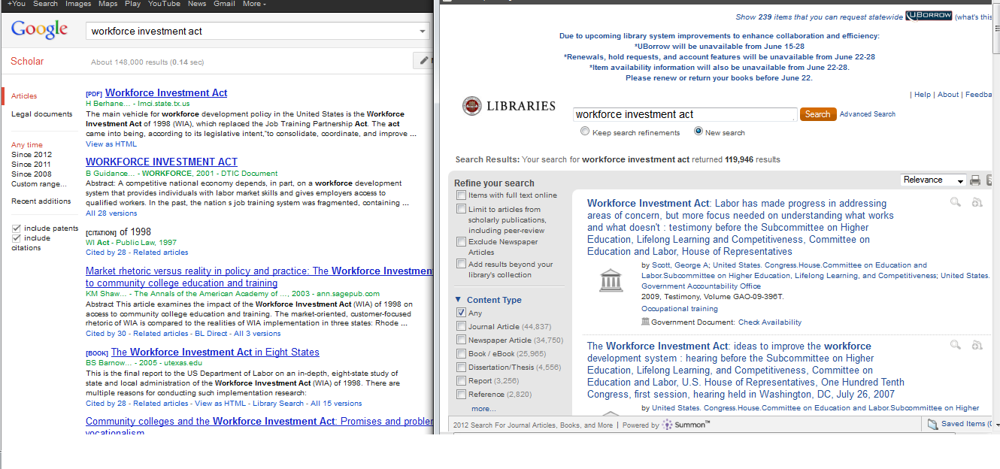 +You Search Images Maps Play YouTube News Gmail More
Google
workforce investment act
Scholar
About 148,000 results (0.14 sec)
Articles
Legal documents
Any time
Since 2012
Since 2011
Since 2008
Custom range...
Recent additions
include patents
include
citations
[PDF] Workforce Investment Act
H Berhane... - lmci.state.tx.us
The main vehicle for workforce development policy in the United States is the Workforce
Investment Act of 1998 (WIA), which replaced the Job Training Partnership Act. The act
came into being, according to its legislative intent,"to consolidate, coordinate, and improve ...
View as HTML
WORKFORCE INVESTMENT ACT
B Guidance... - WORKFORCE, 2001 - DTIC Document
Abstract: A competitive national economy depends, in part, on a workforce development
system that provides individuals with labor market skills and gives employers access to
qualified workers. In the past, the nation s job training system was fragmented, containing ...
All 28 versions
[CITATION] of 1998
WI Act - Public Law, 1997
Cited by 28 - Related articles
Market rhetoric versus reality in policy and practice: The Workforce Investmen
to community college education and training
KM Shaw... - The Annals of the American Academy of ..., 2003 - ann.sagepub.com
Abstract This article examines the impact of the Workforce Investment Act (WIA) of 1998 on
access to community college education and training. The market-oriented, customer-focused
rhetoric of WIA is compared to the realities of WIA implementation in three states: Rhode ...
Cited by 30 - Related articles - BL Direct - All 3 versions
[BOOK] The Workforce Investment Act in Eight States
BS Barnow... - 2005 - utexas.edu
This is the final report to the US Department of Labor on an in-depth, eight-state study of
state and local administration of the Workforce Investment Act (WIA) of 1998. There are
multiple reasons for conducting such implementation research:
Cited by 28 - Related articles - View as HTML - Library Search - All 15 versions
Community colleges and the Workforce Investment Act: Promises and probler
vocationalism
Show 239 items that you can request statewide UBORROW (what's this
Due to upcoming library system improvements to enhance collaboration and efficiency:
*UBorrow will be unavailable from June 15-28
*Renewals, hold requests, and account features will be unavailable from June 22-28
*Item availability information will also be unavailable from June 22-28.
Please renew or return your books before June 22.
| Help | About | Feedba
LIBRARIES
workforce investment act
Search
Advanced Search
Keep search refinements
New search
Search Results: Your search for workforce investment act returned 119,946 results
Refine your search
Items with full text online
Limit to articles from
scholarly publications,
including peer-review
Exclude Newspaper
Articles
Add results beyond your
library's collection
Content Type
Any
Journal Article (44,837)
Newspaper Article (34,750)
Book / eBook (25,965)
Dissertation/Thesis (4,556)
Report (3,256)
Reference (2,820)
more...
Relevance
Workforce Investment Act: Labor has made progress in addressing
areas of concern, but more focus needed on understanding what works
and what doesn't : testimony before the Subcommittee on Higher
Education, Lifelong Learning and Competitiveness, Committee on
Education and Labor, House of Representatives
by Scott, George A; United States. Congress.House.Committee on Education and
Labor.Subcommittee on Higher Education, Lifelong Learning, and Competitiveness; United States.
Government Accountability Office
2009, Testimony, Volume GAO-09-396T.
Occupational training
Government Document: Check Availability
The Workforce Investment Act: ideas to improve the workforce
development system : hearing before the Subcommittee on Higher
Education, Lifelong Learning, and Competitiveness, Committee on
Education and Labor, U.S. House of Representatives, One Hundred Tenth
Congress, first session, hearing held in Washington, DC, July 26, 2007
by United States. Congress.House.Committee on Education and Labor.Subcommittee on Higher
2012 Search For Journal Articles, Books, and More | Powered by Summon™
Saved Items (0